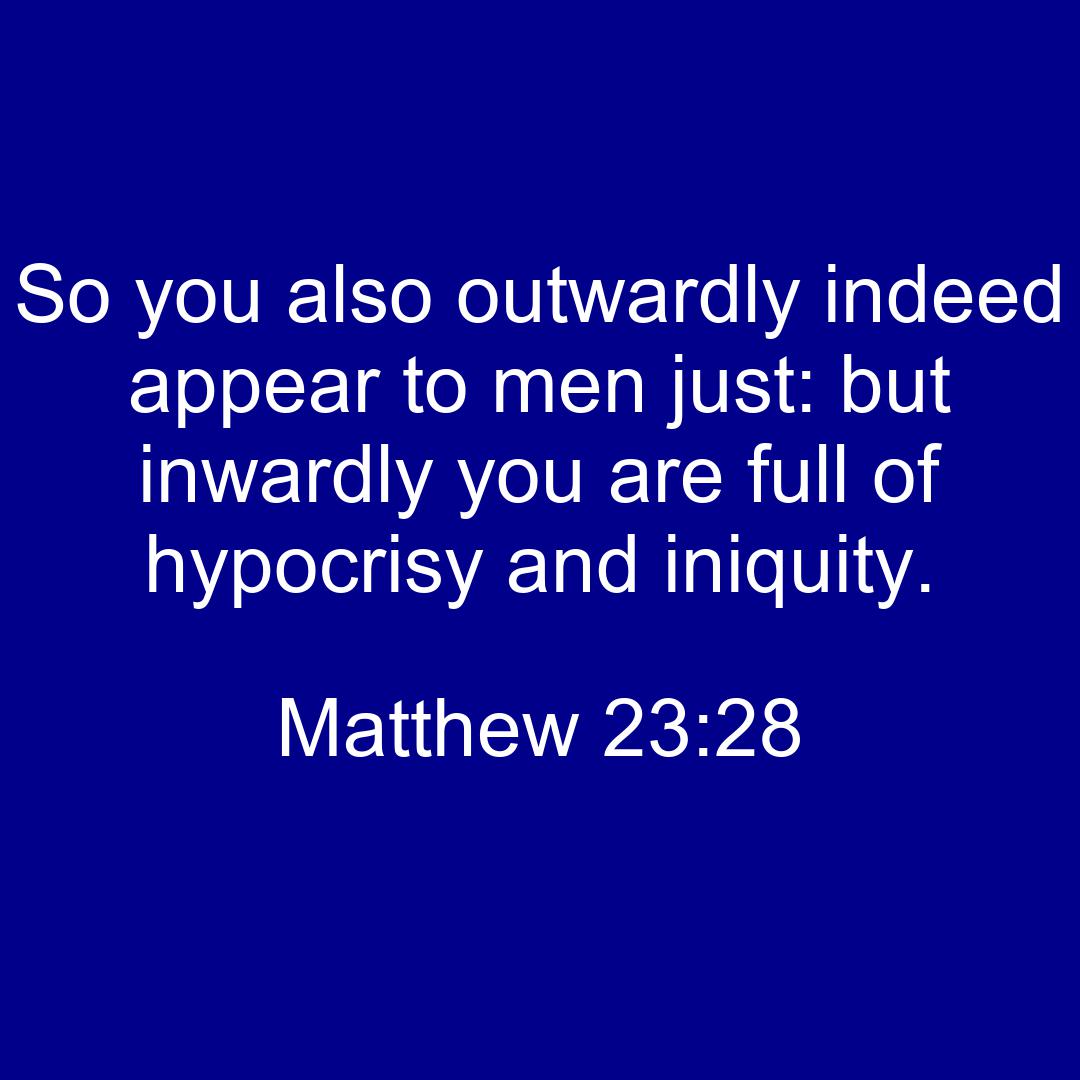 So you also outwardly indeed
appear to men just: but
inwardly you are full of
hypocrisy and iniquity.
Matthew 23:28